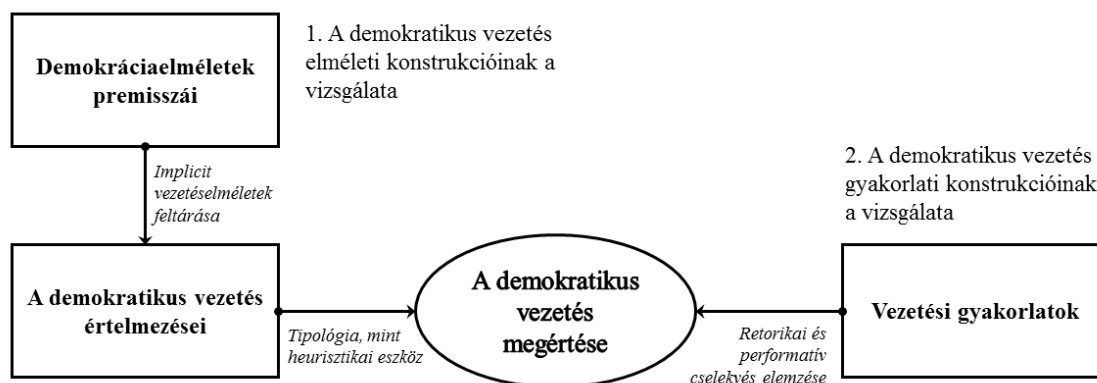 Demokráciaelméletek
premisszái
1. A demokratikus vezetés
elméleti konstrukcióinak a
vizsgálata
Implicit
vezetéselméletek
feltárása
2. A demokratikus vezetés
gyakorlati konstrukcióinak
a vizsgálata
A demokratikus vezetés
értelmezései
Tipológia, mint
heurisztikai eszköz
A demokratikus
vezetés
megértése
Retorikai és
performatív
cselekvés elemzése
Vezetési gyakorlatok